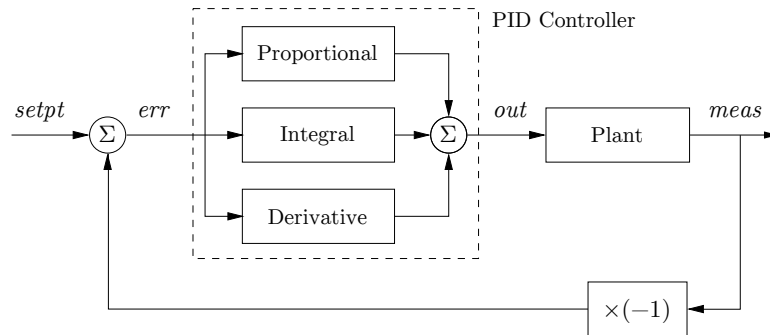 PID Controller
Proportional
setpt
Σ
err
Integral
Σ
out
Plant
meas
Derivative
×(−1)